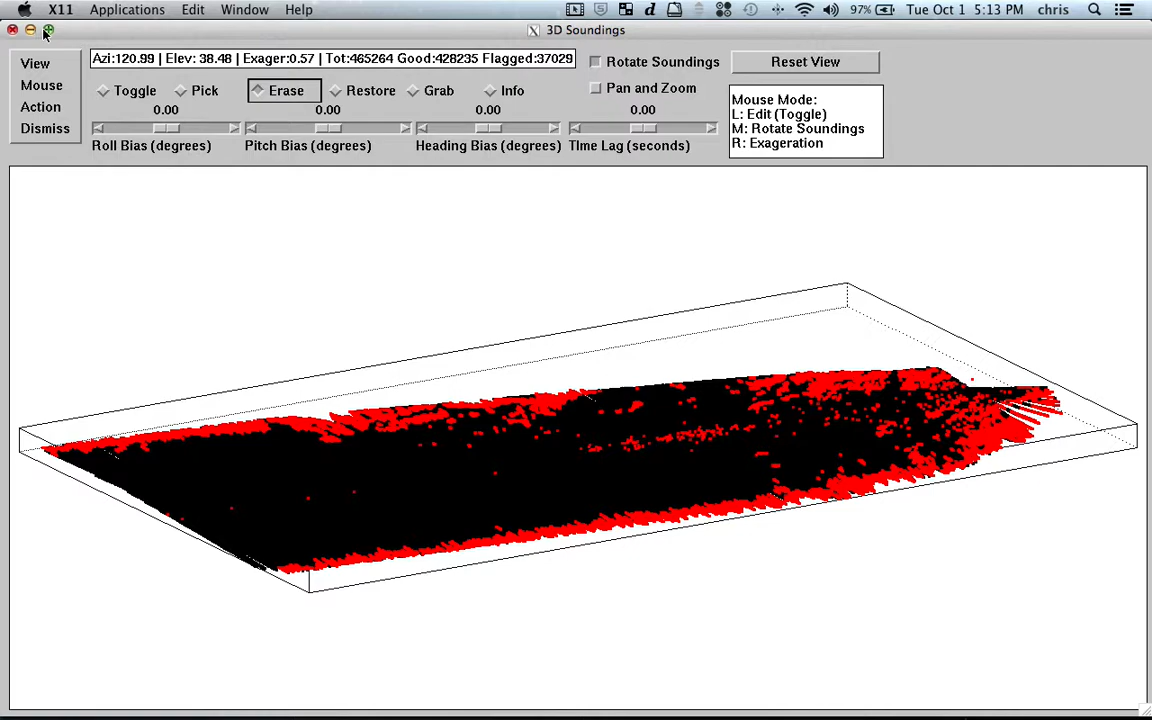 X11 Applications Edit Window Help 97% Tue Oct 1 5:13 PM chris
3D Soundings
View
Mouse
Action
Dismiss
Azi:120.99 | Elev: 38.48 | Exager:0.57 | Tot:465264 Good:428235 Flagged:37029
Toggle Pick Erase Restore Grab Info
0.00 0.00 0.00 0.00
Roll Bias (degrees) Pitch Bias (degrees) Heading Bias (degrees) TIme Lag (seconds)
Rotate Soundings
Pan and Zoom
Reset View
Mouse Mode:
L: Edit (Toggle)
M: Rotate Soundings
R: Exageration